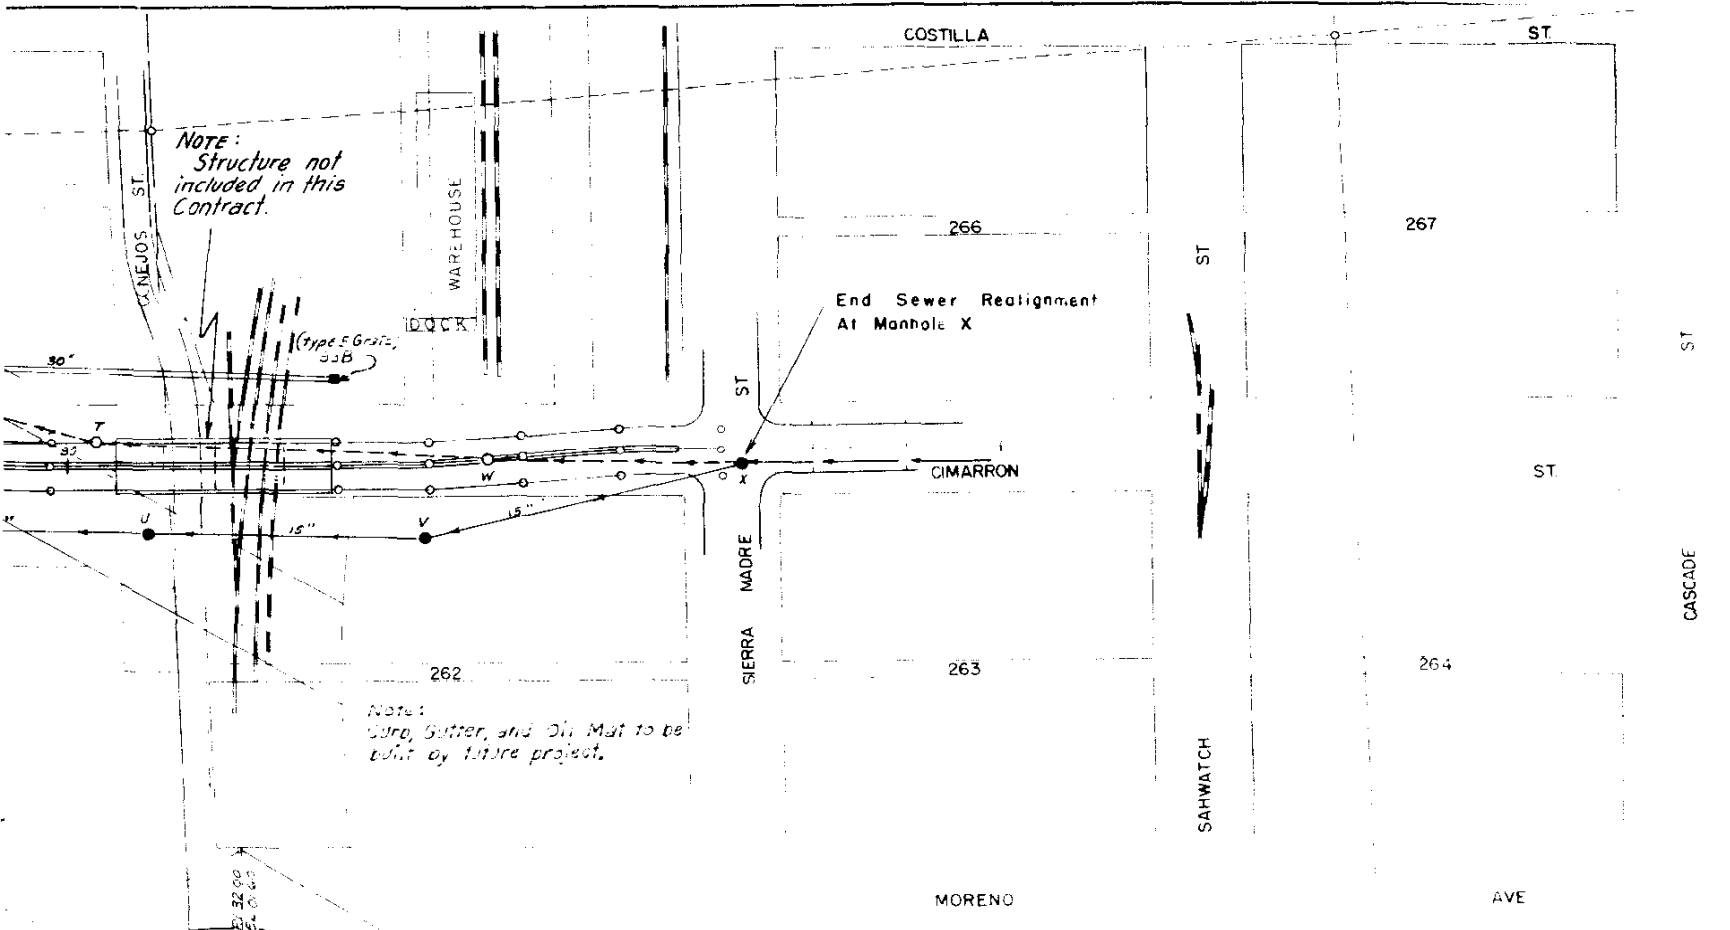 COSTILLA ST.
NOTE:
Structure not
included in this
Contract.
ST.
NEJOS
WAREHOUSE
DOCK
266
267
ST
ST
End Sewer Realignment
At Manhole X
(Type 5 Grate)
33B
30"
ST
T
W
X
CIMARRON ST.
U
V
15"
15"
SIERRA MADRE
CASCADE
262
263
264
Note:
Curb, Gutter, and Oil Mat to be
built by future project.
SAHWATCH
MORENO AVE